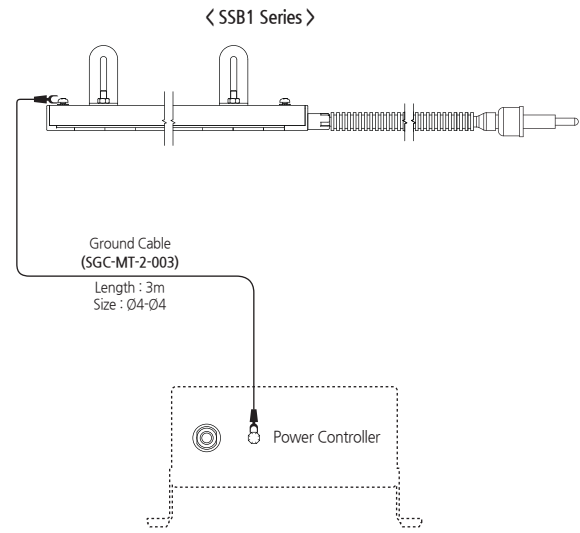 〈 SSB1 Series 〉
Ground Cable
(SGC-MT-2-003)
Length : 3m
Size : Ø4-Ø4
Power Controller